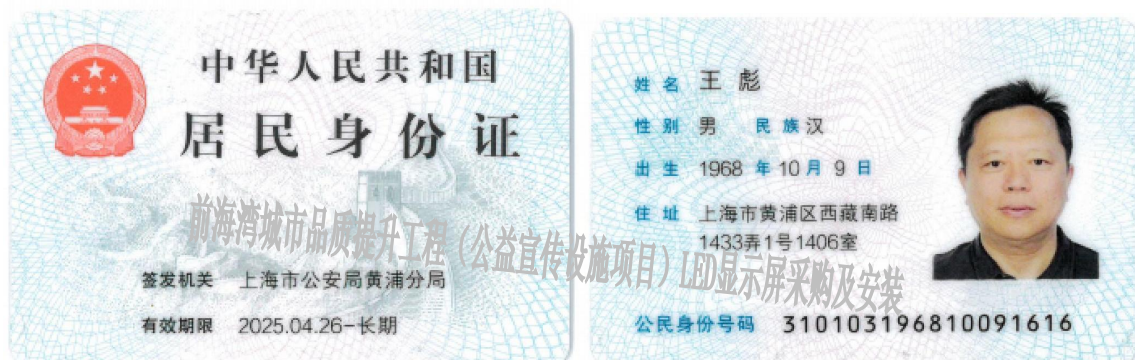 中华人民共和国
居民身份证
签发机关 上海市公安局黄浦分局
有效期限 2025.04.26-长期
姓名 王彪
性别 男 民族 汉
出生 1968 年 10 月 9 日
住址 上海市黄浦区西藏南路
1433弄1号1406室
公民身份号码 310103196810091616
前海湾城市品质提升工程（公益宣传设施项目）LED显示屏采购及安装